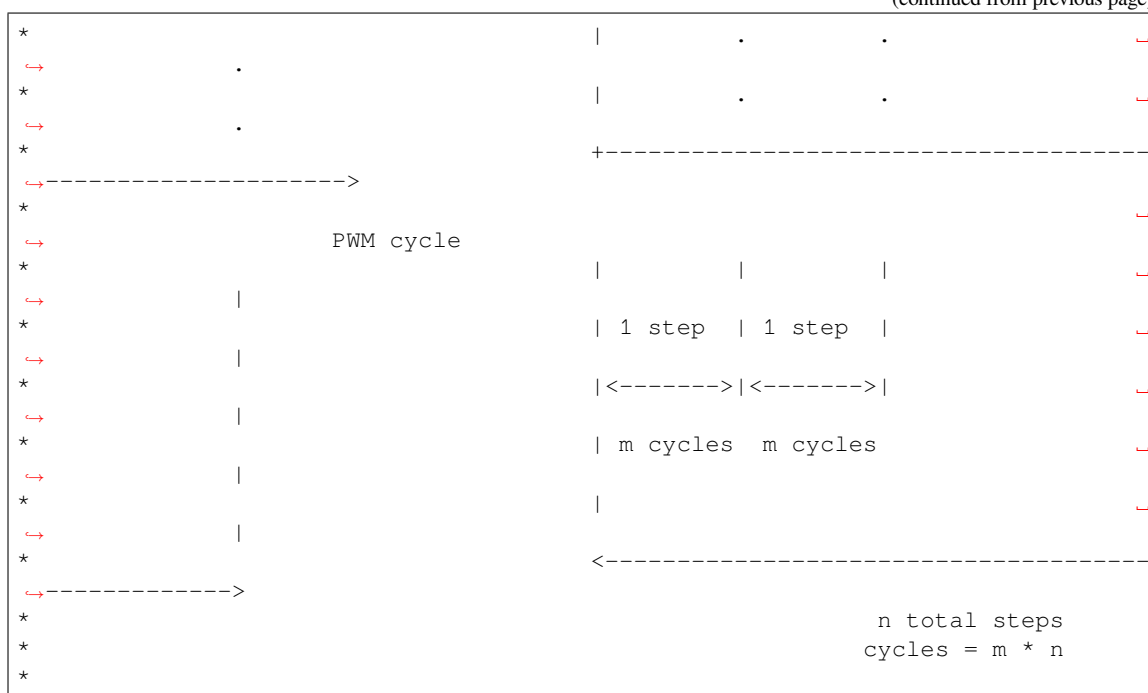 (continued from previous page)
*                                       |         .         .                 ␣
↪             .
*                                       |         .         .                 ␣
↪             .
*                                       +--------------------------------------
↪--------------------->
*                                                                             ␣
↪                    PWM cycle
*                                       |         |         |                 ␣
↪             |
*                                       | 1 step  | 1 step  |                 ␣
↪             |
*                                       |<------->|<------->|                 ␣
↪             |
*                                       | m cycles  m cycles                  ␣
↪             |
*                                       |                                     ␣
↪             |
*                                       <--------------------------------------
↪------------->
*                                                           n total steps
*                                                          cycles = m * n
*